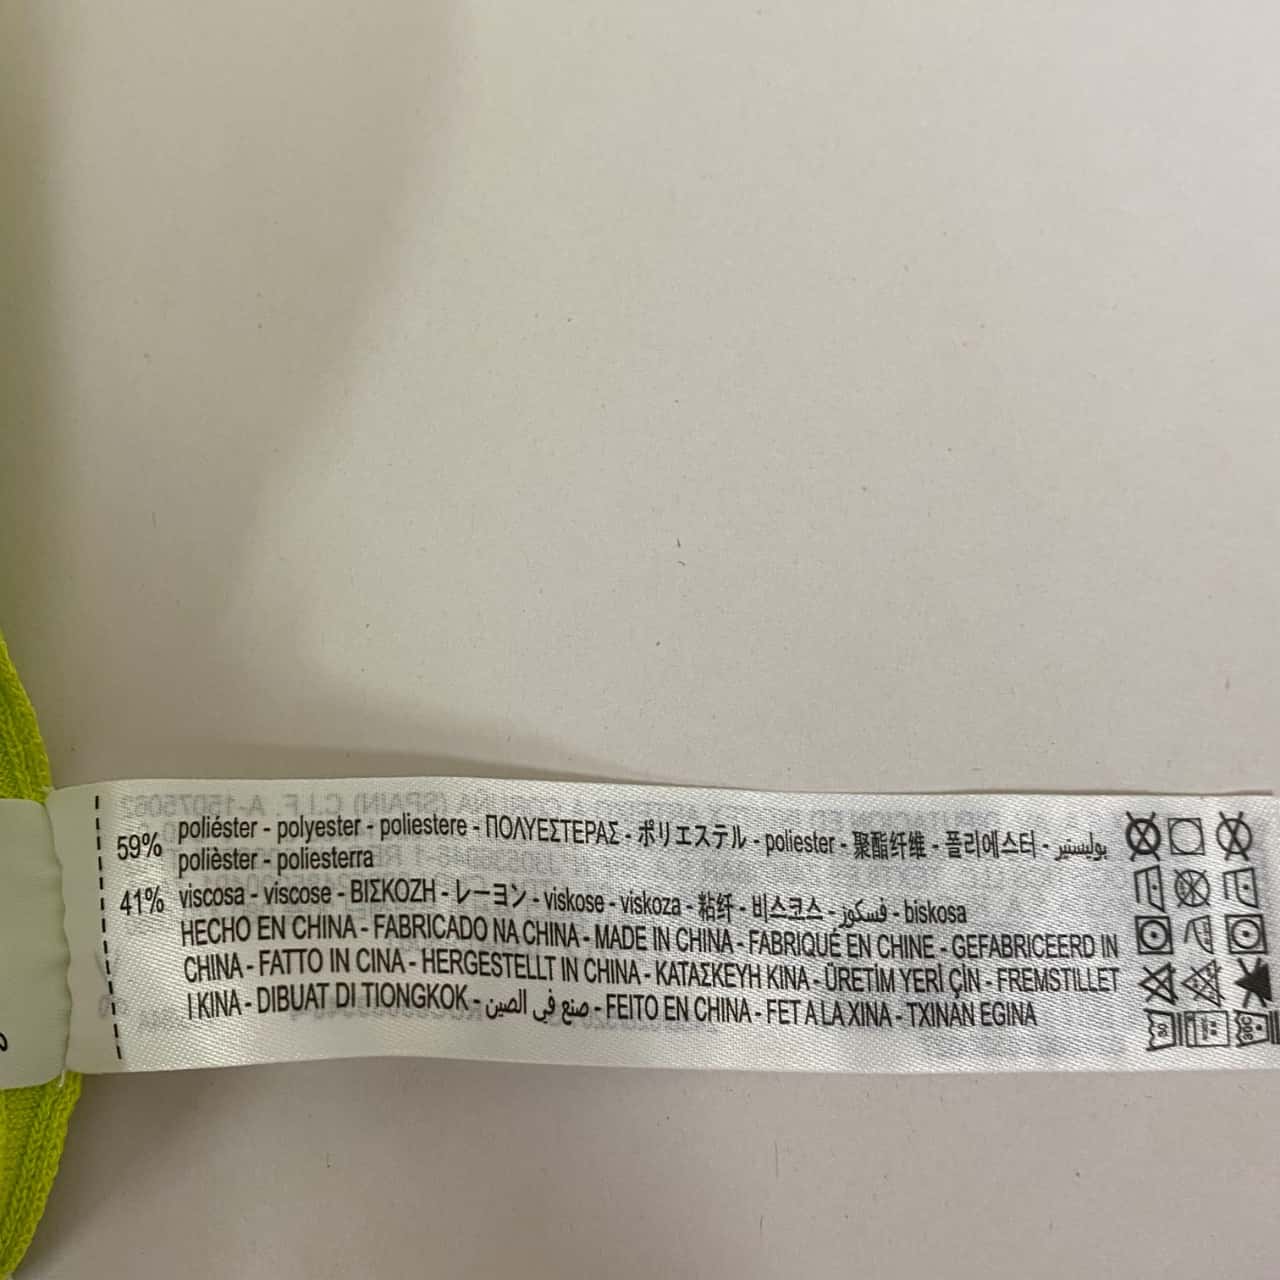 59% poliéster - polyester - poliestere - ΠΟΛΥΕΣΤΕΡΑΣ - ポリエステル - poliester - 聚酯纤维 - 폴리에스터 - بوليستير
polièster - poliesterra
41% viscosa - viscose - ΒΙΣΚΟΖΗ - レーヨン - viskose - viskoza - 粘纤 - 비스코스 - فسكوز - biskosa
HECHO EN CHINA - FABRICADO NA CHINA - MADE IN CHINA - FABRIQUÉ EN CHINE - GEFABRICEERD IN
CHINA - FATTO IN CINA - HERGESTELLT IN CHINA - ΚΑΤΑΣΚΕΥΗ ΚΙΝΑ - ÜRETİM YERİ ÇİN - FREMSTILLET
I KINA - DIBUAT DI TIONGKOK - صنع في الصين - FEITO EN CHINA - FET A LA XINA - TXINAN EGINA